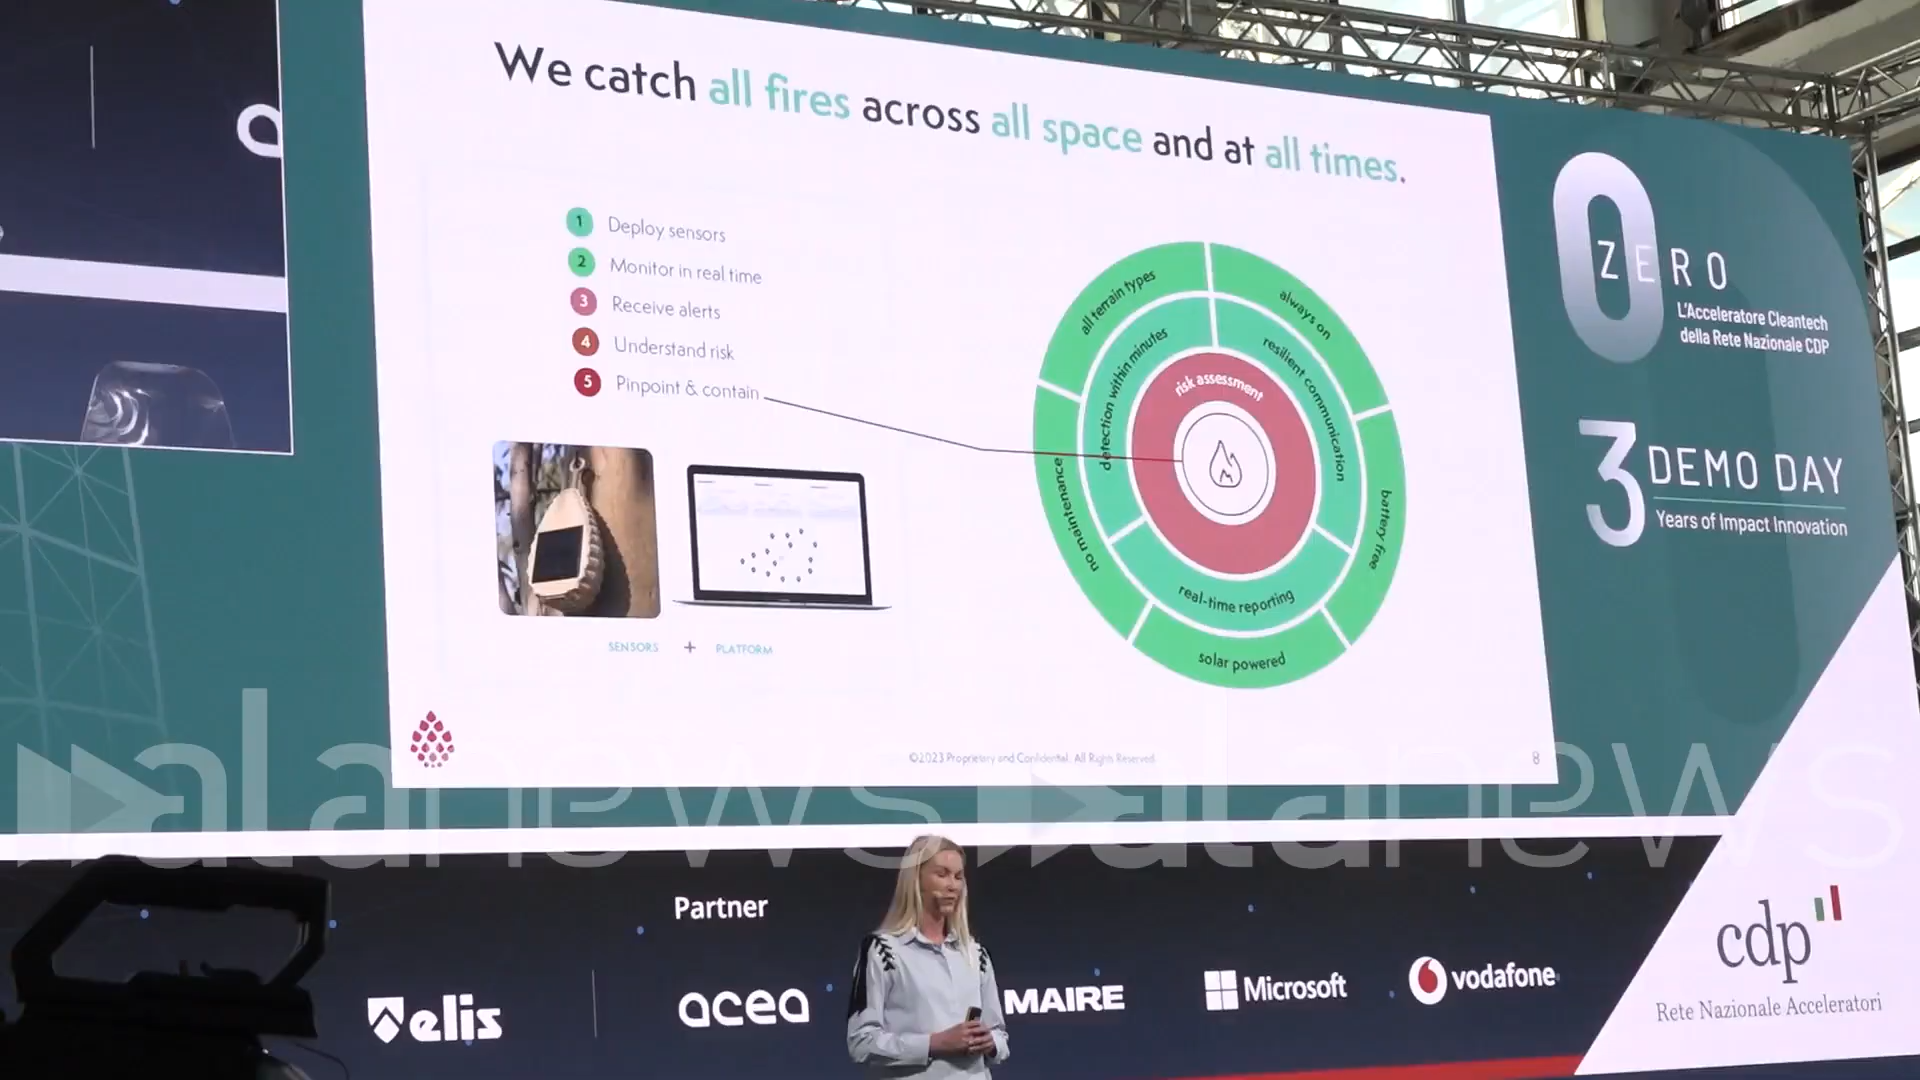 We catch all fires across all space and at all times.
1 Deploy sensors
2 Monitor in real time
3 Receive alerts
4 Understand risk
5 Pinpoint & contain
SENSORS + PLATFORM
all terrain types
always on
detection within minutes
resilient communication
risk assessment
no maintenance
battery free
real-time reporting
solar powered
©2023 Proprietary and Confidential. All Rights Reserved.
8
ZERO
L'Acceleratore Cleantech
della Rete Nazionale CDP
3 DEMO DAY
Years of Impact Innovation
alanews alanews
Partner
elis
acea
MAIRE
Microsoft
vodafone
cdp
Rete Nazionale Acceleratori